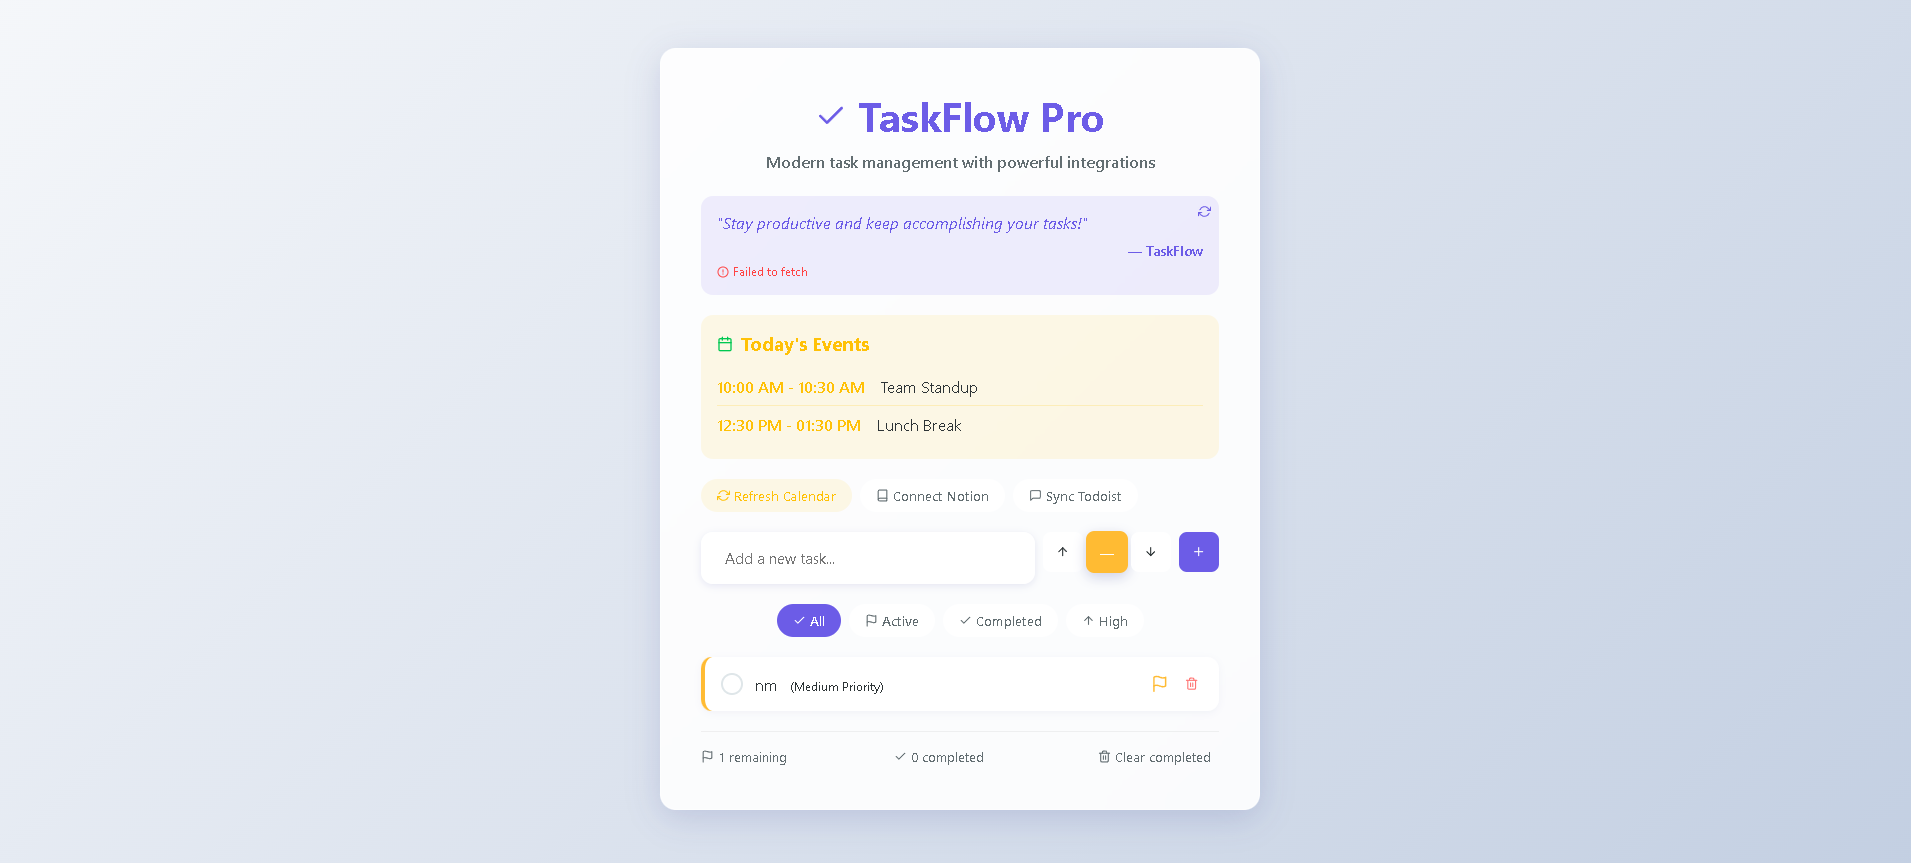 TaskFlow Pro
Modern task management with powerful integrations
"Stay productive and keep accomplishing your tasks!"
— TaskFlow
Failed to fetch
Today's Events
10:00 AM - 10:30 AM Team Standup
12:30 PM - 01:30 PM Lunch Break
Refresh Calendar Connect Notion Sync Todoist
Add a new task...
All Active Completed High
nm (Medium Priority)
1 remaining 0 completed Clear completed